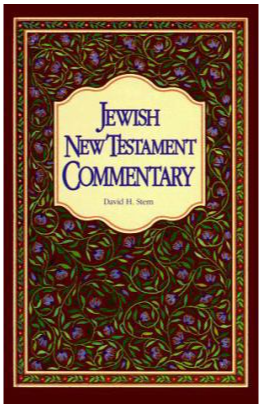 JEWISH
NEW TESTAMENT
COMMENTARY
David H. Stern